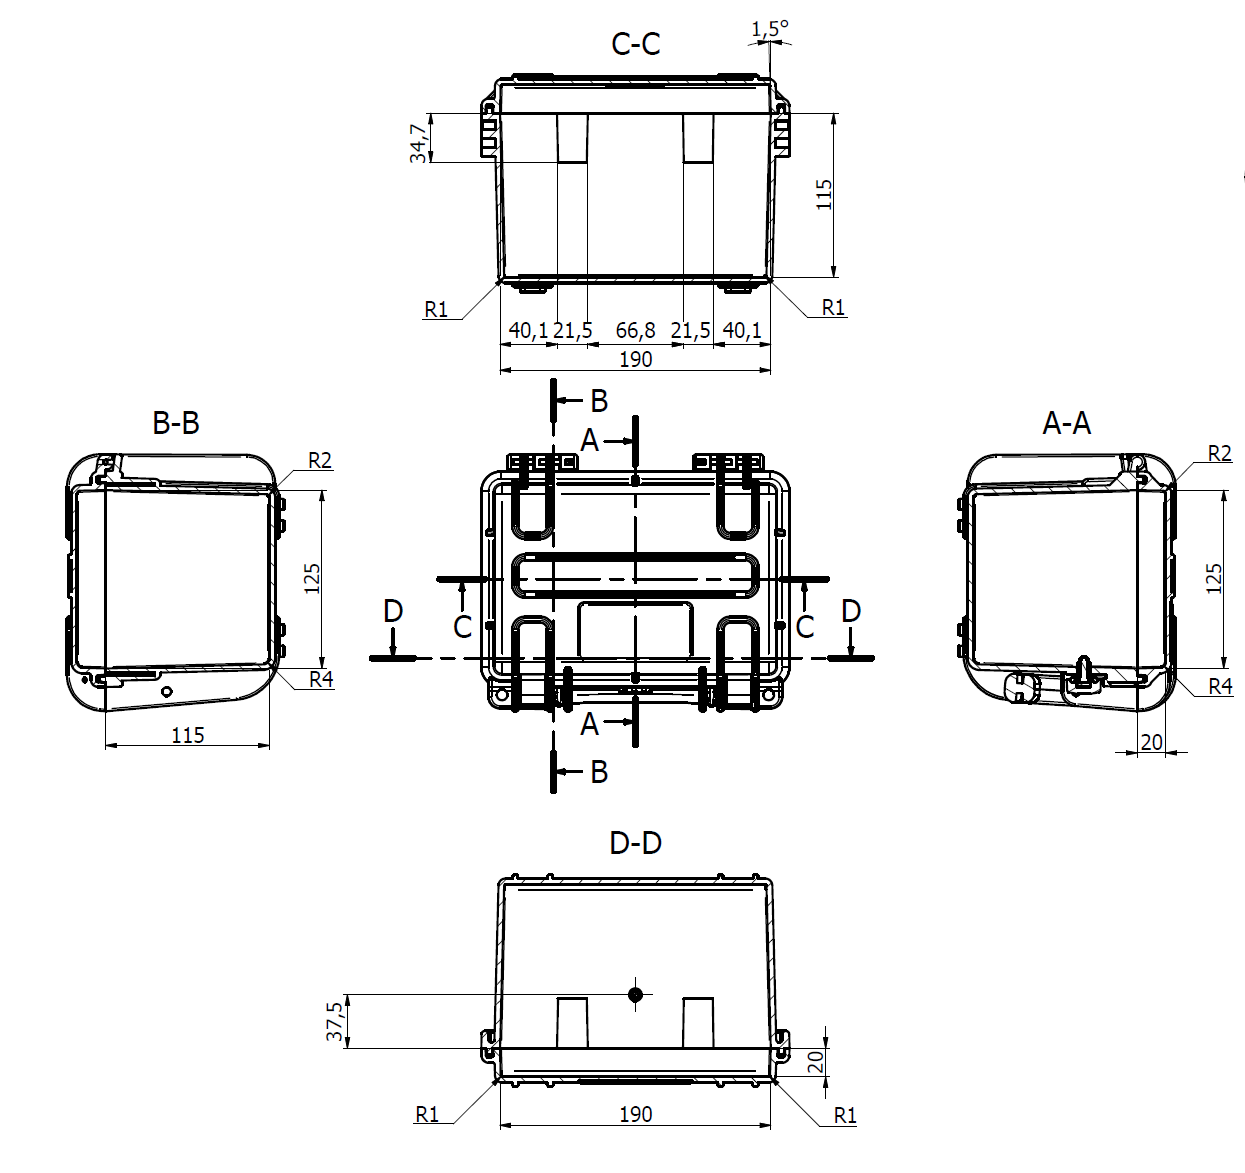 1,5°
C-C
34,7
115
R1
R1
40,1 21,5 66,8 21,5 40,1
190
B
B-B
A
A-A
R2
R2
125
125
D
C
C
D
R4
R4
A
115
20
B
D-D
37,5
20
R1
190
R1